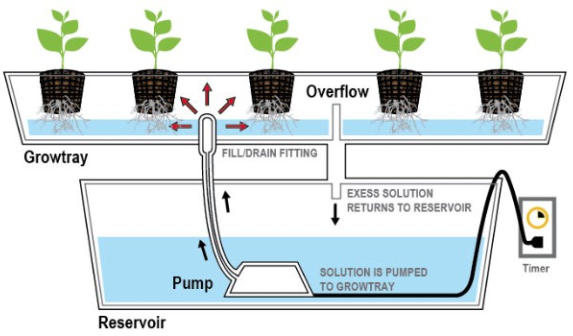 Overflow
Growtray
FILL/DRAIN FITTING
EXESS SOLUTION
RETURNS TO RESERVOIR
Pump
SOLUTION IS PUMPED
TO GROWTRAY
Timer
Reservoir